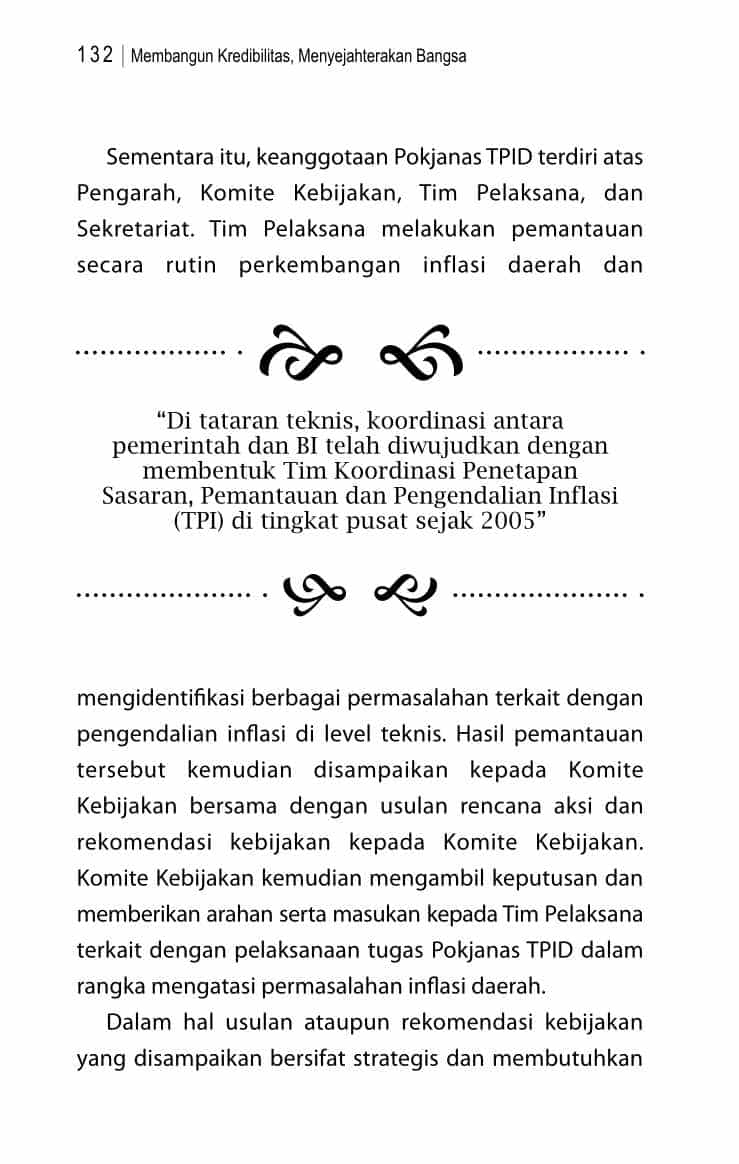 132 | Membangun Kredibilitas, Menyejahterakan Bangsa
Sementara itu, keanggotaan Pokjanas TPID terdiri atas
Pengarah, Komite Kebijakan, Tim Pelaksana, dan
Sekretariat. Tim Pelaksana melakukan pemantauan
secara rutin perkembangan inflasi daerah dan
“Di tataran teknis, koordinasi antara
pemerintah dan BI telah diwujudkan dengan
membentuk Tim Koordinasi Penetapan
Sasaran, Pemantauan dan Pengendalian Inflasi
(TPI) di tingkat pusat sejak 2005”
mengidentifikasi berbagai permasalahan terkait dengan
pengendalian inflasi di level teknis. Hasil pemantauan
tersebut kemudian disampaikan kepada Komite
Kebijakan bersama dengan usulan rencana aksi dan
rekomendasi kebijakan kepada Komite Kebijakan.
Komite Kebijakan kemudian mengambil keputusan dan
memberikan arahan serta masukan kepada Tim Pelaksana
terkait dengan pelaksanaan tugas Pokjanas TPID dalam
rangka mengatasi permasalahan inflasi daerah.
Dalam hal usulan ataupun rekomendasi kebijakan
yang disampaikan bersifat strategis dan membutuhkan